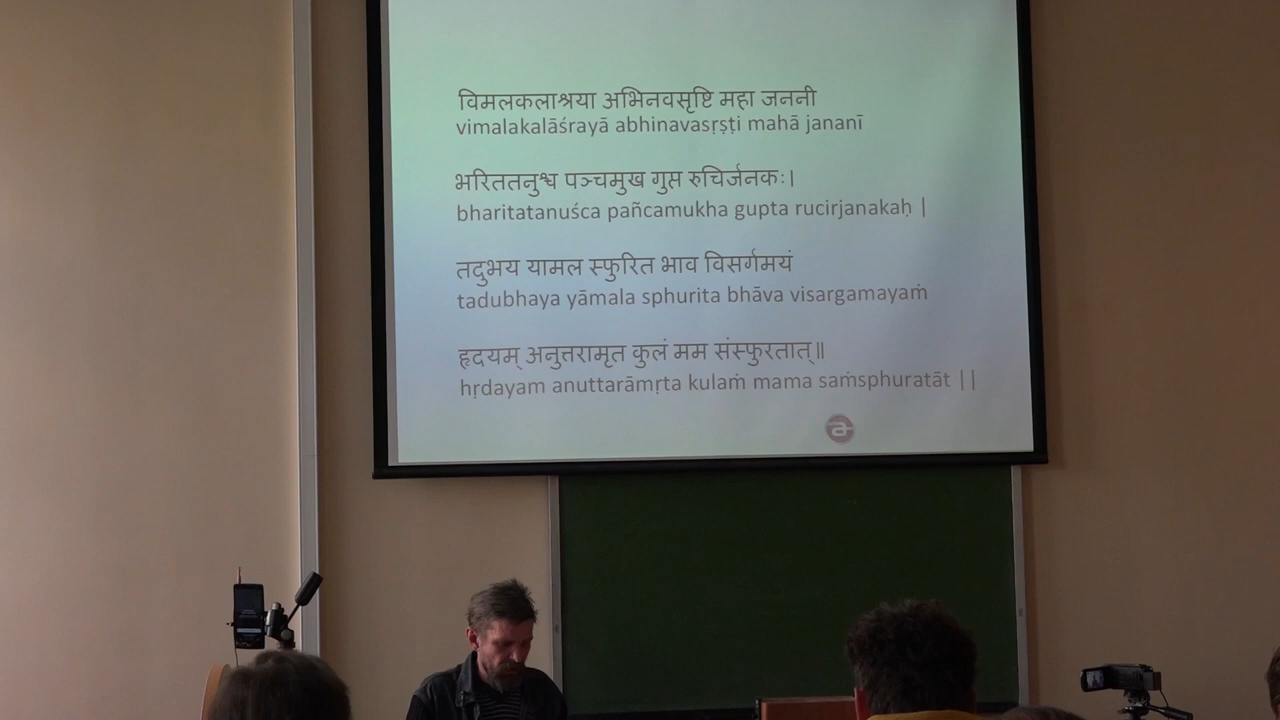 विमलकलाश्रया अभिनवसृष्टि महा जननी
vimalakalāśrayā abhinavasṛṣṭi mahā jananī
भरिततनुश्च पञ्चमुख गुप्त रुचिर्जनकः।
bharitatanuśca pañcamukha gupta rucirjanakaḥ |
तदुभय यामल स्फुरित भाव विसर्गमयं
tadubhaya yāmala sphurita bhāva visargamayaṁ
हृदयम् अनुत्तरामृत कुलं मम संस्फुरतात्॥
hṛdayam anuttarāmṛta kulaṁ mama saṁsphuratāt ||
a